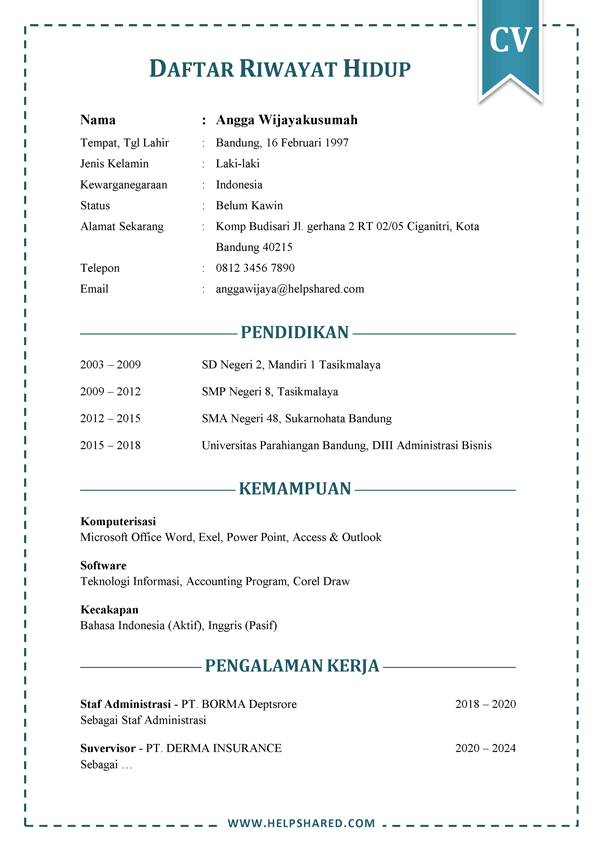 CV
DAFTAR RIWAYAT HIDUP
Nama : Angga Wijayakusumah
Tempat, Tgl Lahir : Bandung, 16 Februari 1997
Jenis Kelamin : Laki-laki
Kewarganegaraan : Indonesia
Status : Belum Kawin
Alamat Sekarang : Komp Budisari Jl. gerhana 2 RT 02/05 Ciganitri, Kota
Bandung 40215
Telepon : 0812 3456 7890
Email : anggawijaya@helpshared.com
PENDIDIKAN
2003 – 2009 SD Negeri 2, Mandiri 1 Tasikmalaya
2009 – 2012 SMP Negeri 8, Tasikmalaya
2012 – 2015 SMA Negeri 48, Sukarnohata Bandung
2015 – 2018 Universitas Parahiangan Bandung, DIII Administrasi Bisnis
KEMAMPUAN
Komputerisasi
Microsoft Office Word, Exel, Power Point, Access & Outlook
Software
Teknologi Informasi, Accounting Program, Corel Draw
Kecakapan
Bahasa Indonesia (Aktif), Inggris (Pasif)
PENGALAMAN KERJA
Staf Administrasi - PT. BORMA Deptsrore 2018 – 2020
Sebagai Staf Administrasi
Suvervisor - PT. DERMA INSURANCE 2020 – 2024
Sebagai …
WWW.HELPSHARED.COM